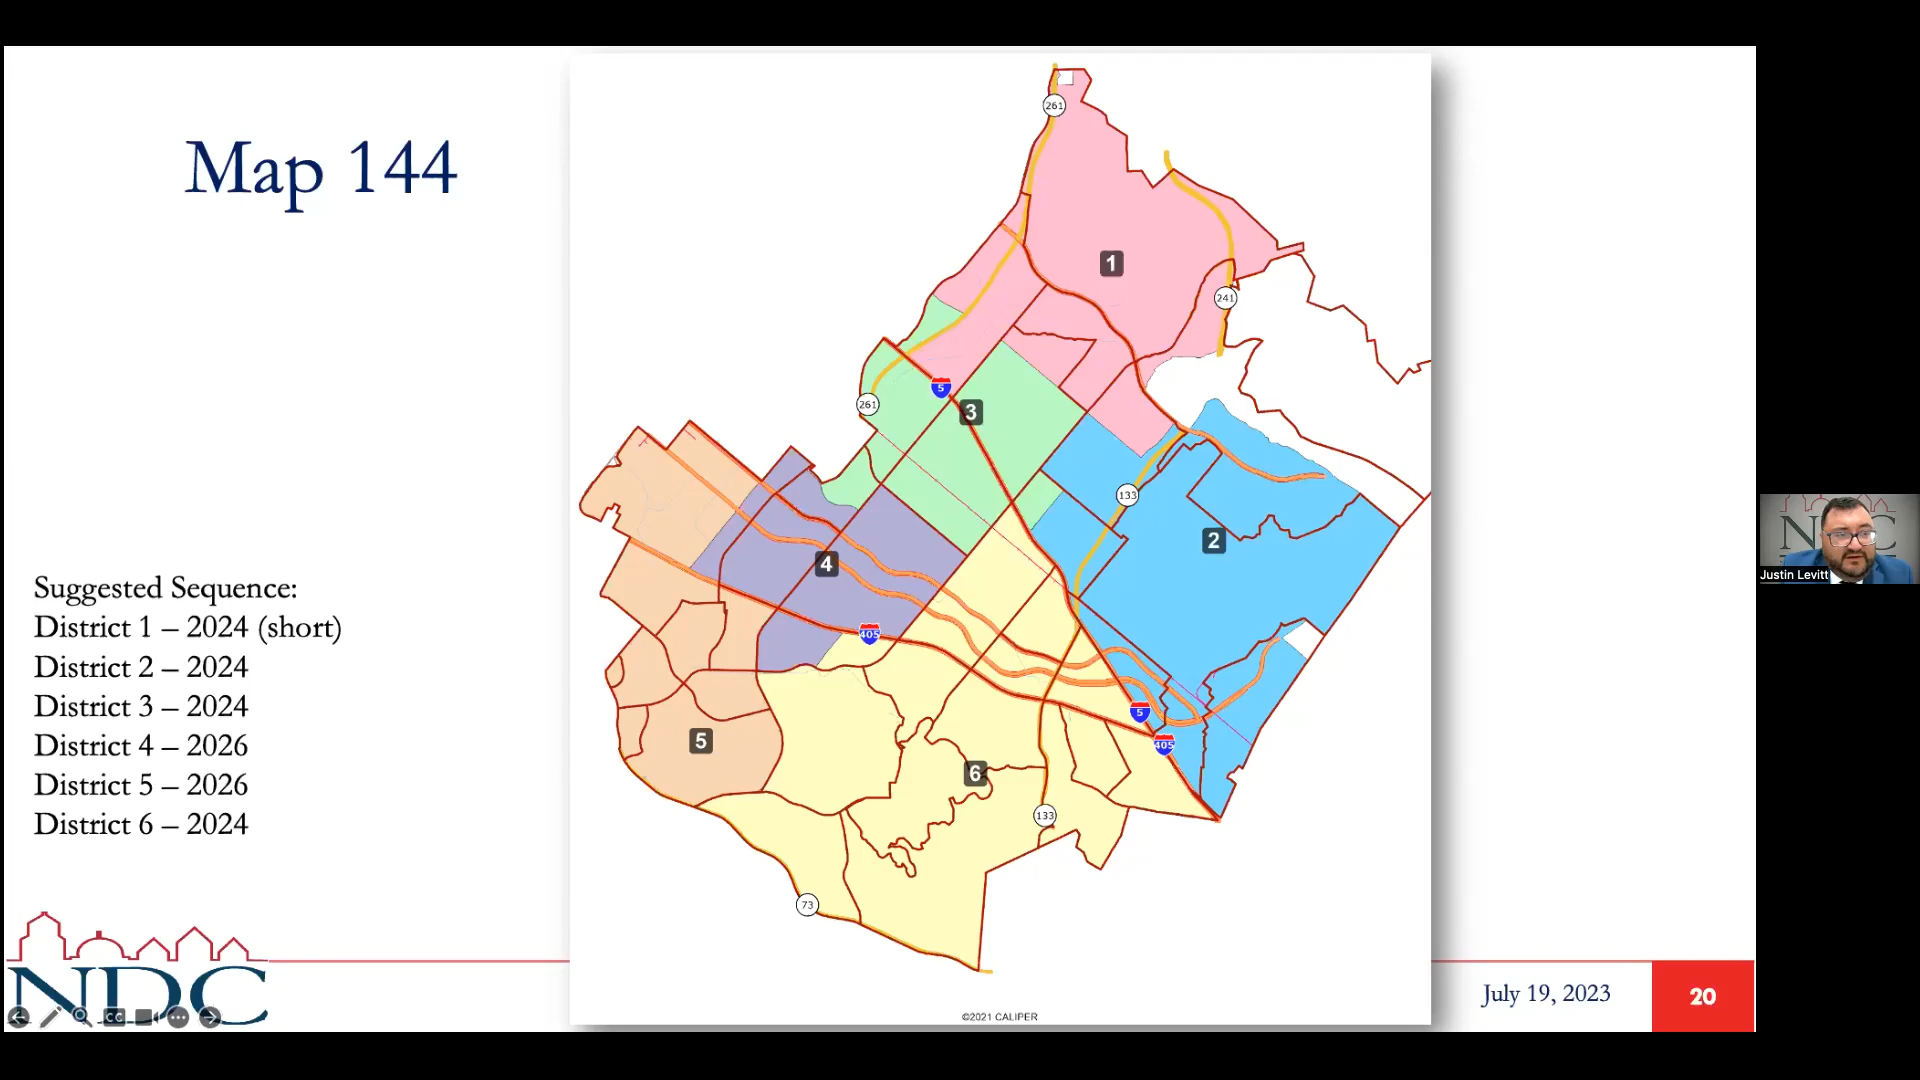 Map 144
Suggested Sequence:
District 1 – 2024 (short)
District 2 – 2024
District 3 – 2024
District 4 – 2026
District 5 – 2026
District 6 – 2024
261
1
241
5
261
3
133
2
4
405
5
5
405
6
133
73
©2021 CALIPER
NDC
July 19, 2023
20
NDC
Justin Levitt